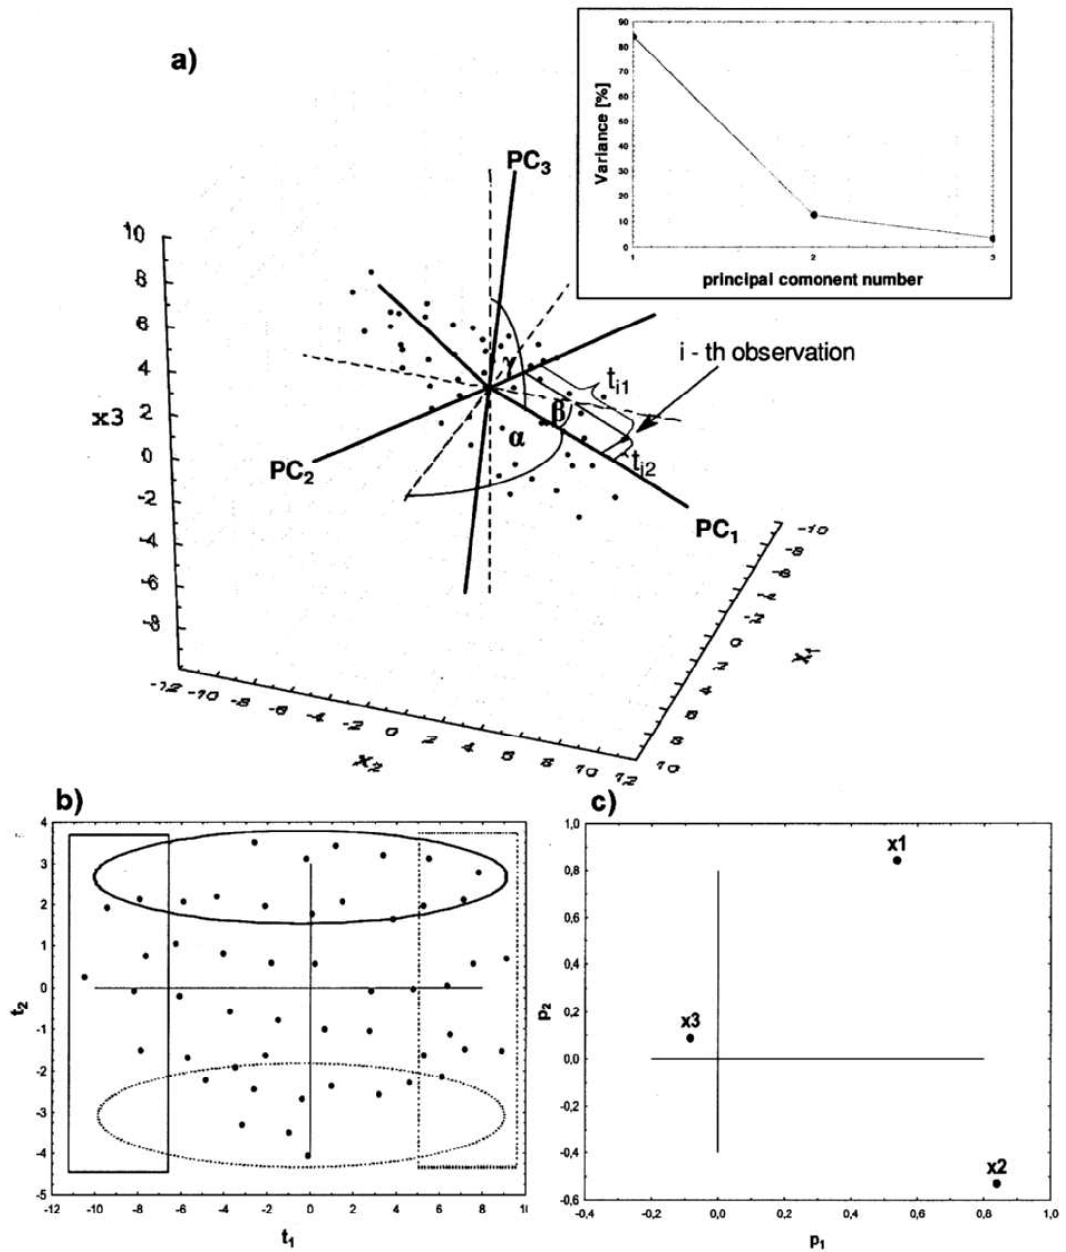 a)
90
80
70
60
50
40
30
20
10
0
Variance [%]
1
2
3
principal comonent number
PC3
i - th observation
ti1
γ
β
α
ti2
PC2
PC1
10
8
6
4
2
0
-2
-4
-6
-8
x3
-12 -10 -8 -6 -4 -2 0 2 4 6 8 10 12
x2
-10
-8
-6
-4
-2
0
2
4
6
8
10
x1
b)
4
3
2
1
0
-1
-2
-3
-4
-5
t2
-12 -10 -8 -6 -4 -2 0 2 4 6 8
t1
c)
1,0
0,8
0,6
0,4
0,2
0,0
-0,2
-0,4
-0,6
p2
x1
x3
x2
-0,4 -0,2 0,0 0,2 0,4 0,6 0,8 1,0
p1